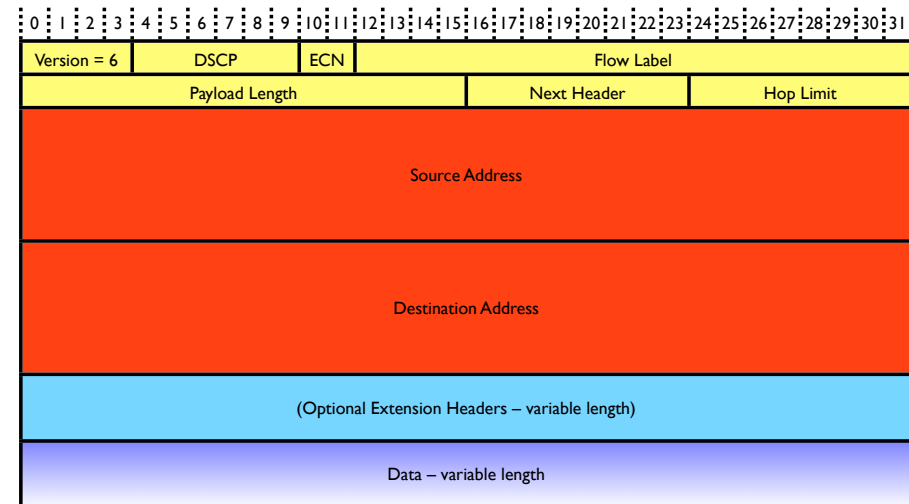 0 1 2 3 4 5 6 7 8 9 10 11 12 13 14 15 16 17 18 19 20 21 22 23 24 25 26 27 28 29 30 31
Version = 6 DSCP ECN Flow Label
Payload Length Next Header Hop Limit
Source Address
Destination Address
(Optional Extension Headers – variable length)
Data – variable length